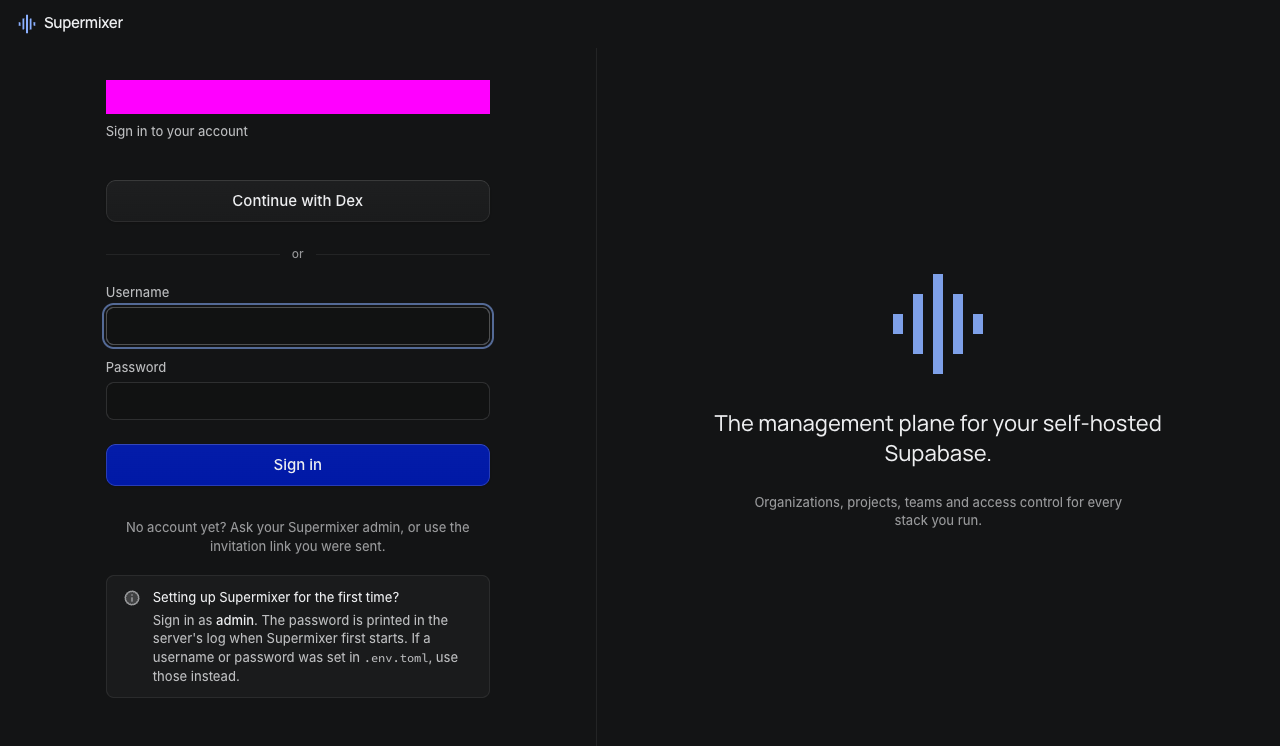 Supermixer
Sign in to your account
Continue with Dex
or
Username
Password
Sign in
No account yet? Ask your Supermixer admin, or use the
invitation link you were sent.
Setting up Supermixer for the first time?
Sign in as admin. The password is printed in the
server's log when Supermixer first starts. If a
username or password was set in .env.toml, use
those instead.
The management plane for your self-hosted
Supabase.
Organizations, projects, teams and access control for every
stack you run.